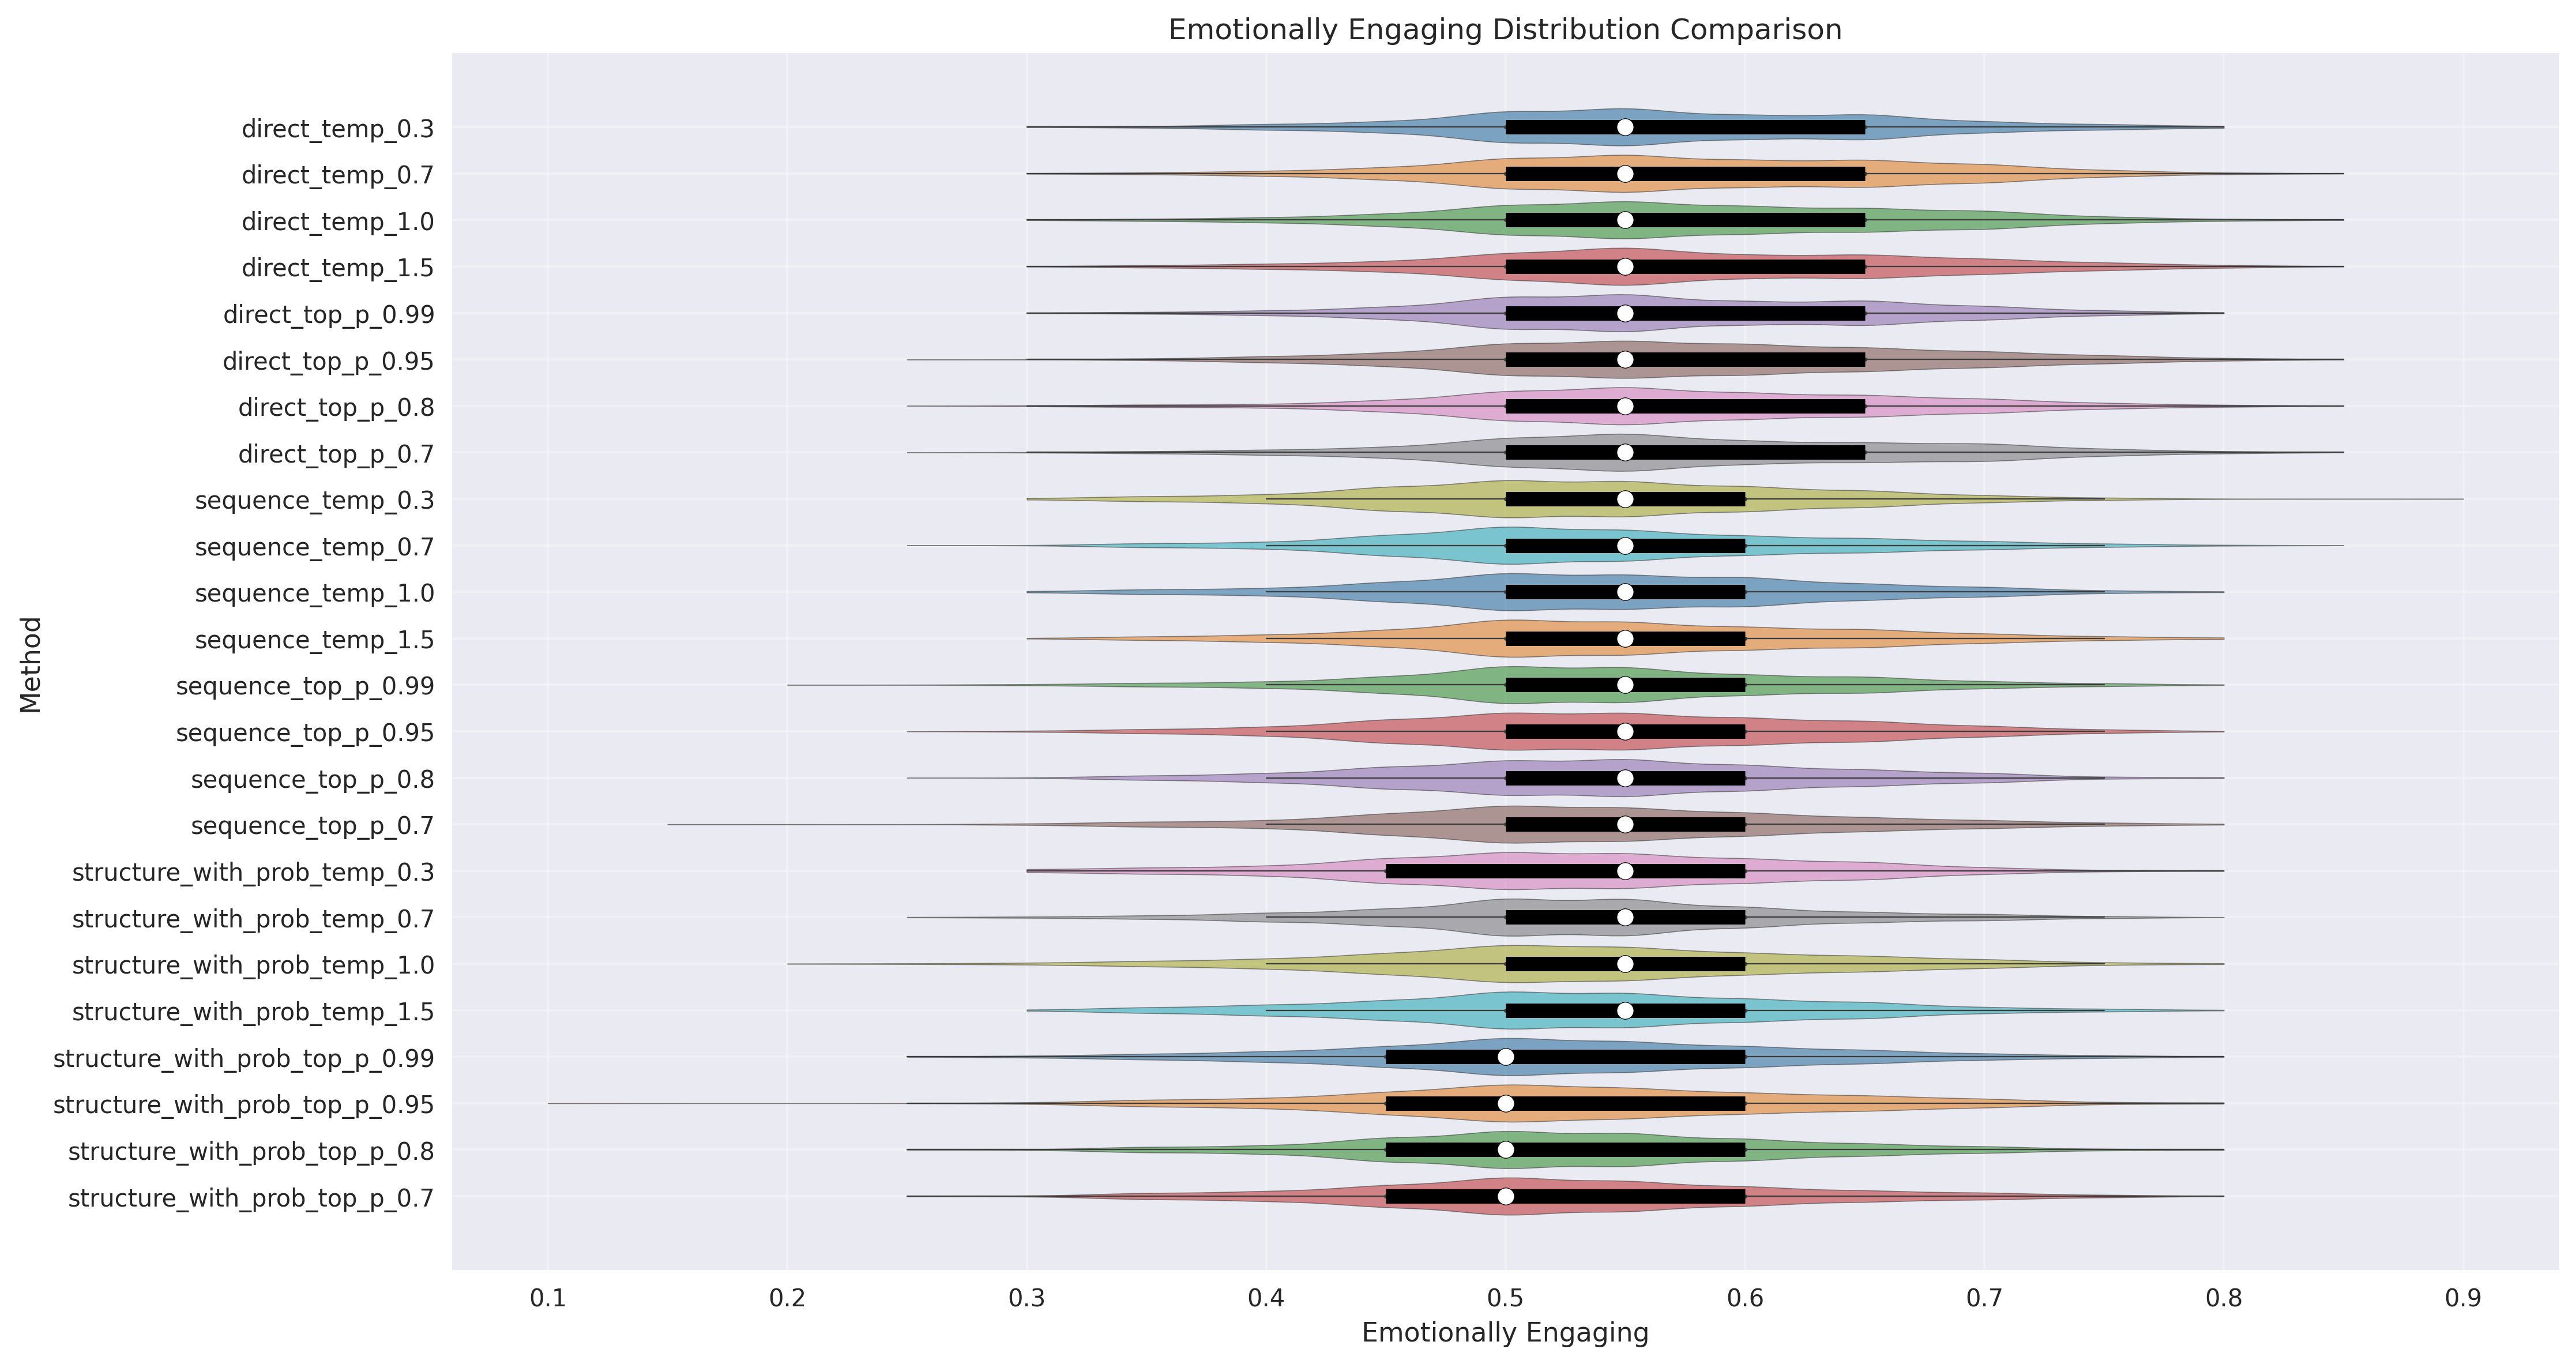 Emotionally Engaging Distribution Comparison
direct_temp_0.3
direct_temp_0.7
direct_temp_1.0
direct_temp_1.5
direct_top_p_0.99
direct_top_p_0.95
direct_top_p_0.8
direct_top_p_0.7
sequence_temp_0.3
sequence_temp_0.7
sequence_temp_1.0
sequence_temp_1.5
sequence_top_p_0.99
sequence_top_p_0.95
sequence_top_p_0.8
sequence_top_p_0.7
structure_with_prob_temp_0.3
structure_with_prob_temp_0.7
structure_with_prob_temp_1.0
structure_with_prob_temp_1.5
structure_with_prob_top_p_0.99
structure_with_prob_top_p_0.95
structure_with_prob_top_p_0.8
structure_with_prob_top_p_0.7
Method
0.1 0.2 0.3 0.4 0.5 0.6 0.7 0.8 0.9
Emotionally Engaging